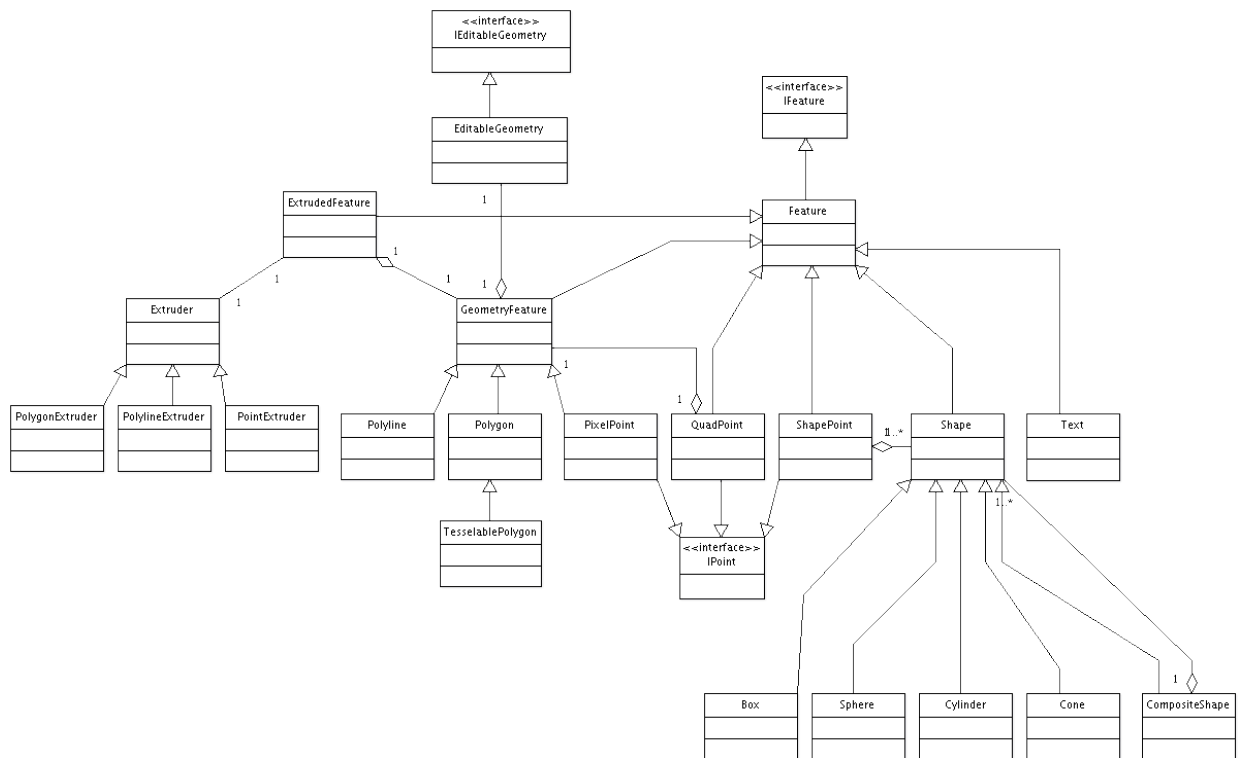 <<interface>>
IEditableGeometry
<<interface>>
IFeature
EditableGeometry
1
ExtrudedFeature
Feature
1
1
1
1
1
Extruder
GeometryFeature
1
PolygonExtruder
PolylineExtruder
PointExtruder
1
Polyline
Polygon
PixelPoint
QuadPoint
ShapePoint
1..*
Shape
Text
1..*
TesselablePolygon
<<interface>>
IPoint
1
Box
Sphere
Cylinder
Cone
CompositeShape